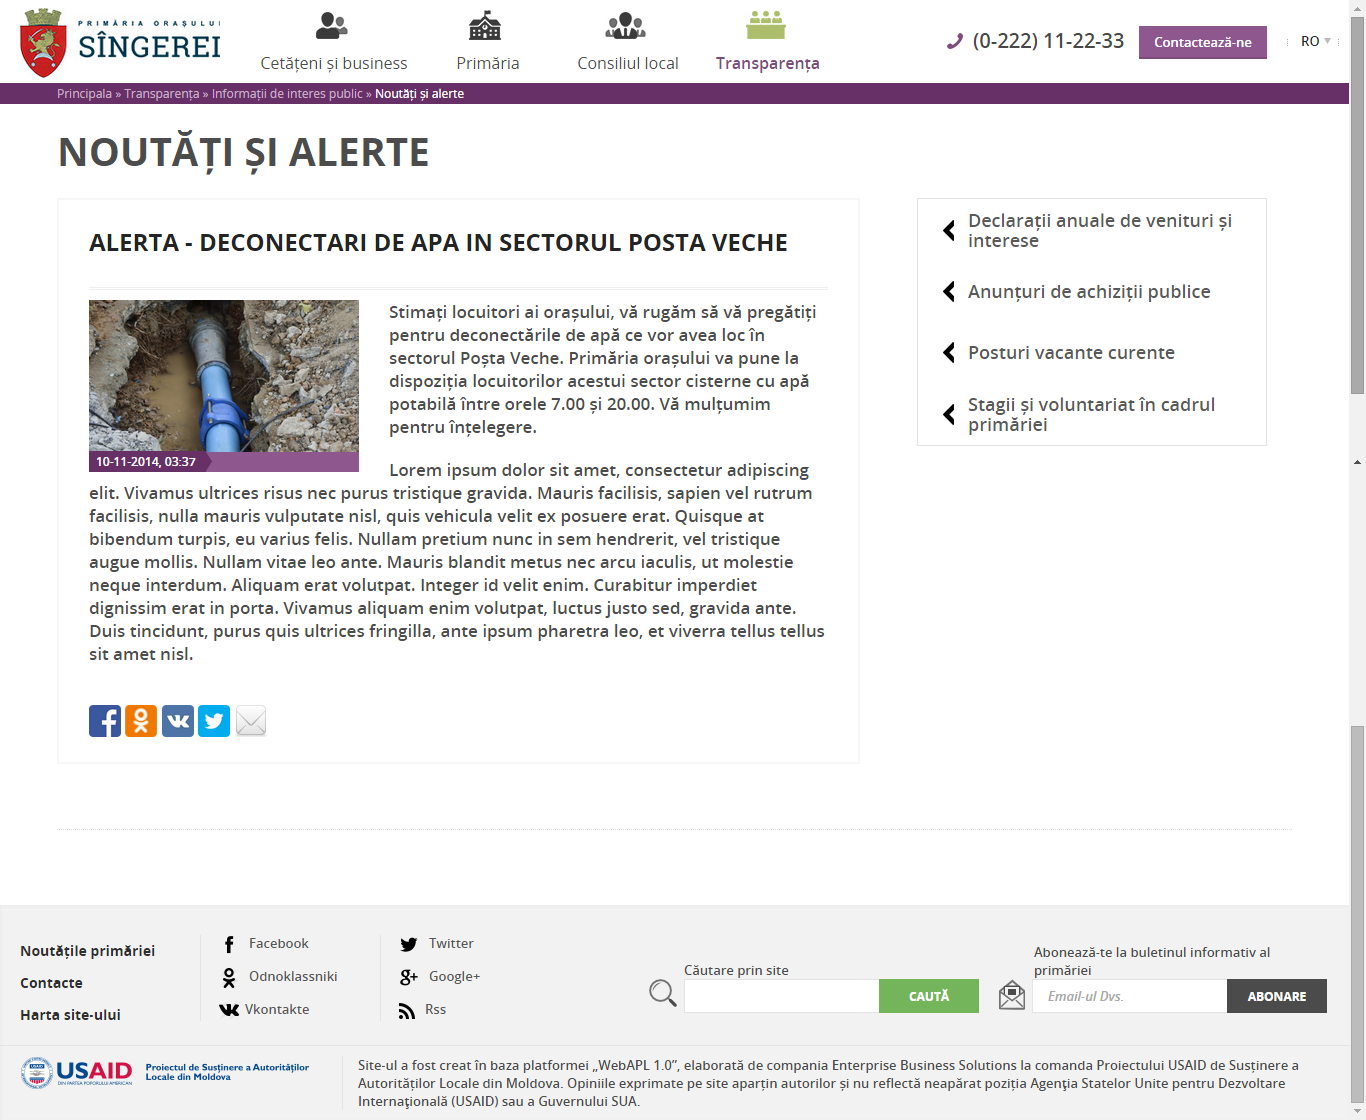 PRIMĂRIA ORAȘULUI
SÎNGEREI
Cetățeni și business
Primăria
Consiliul local
Transparența
(0-222) 11-22-33
Contactează-ne
RO
Principala » Transparența » Informații de interes public » Noutăți și alerte
NOUTĂȚI ȘI ALERTE
ALERTA - DECONECTARI DE APA IN SECTORUL POSTA VECHE
Stimați locuitori ai orașului, vă rugăm să vă pregătiți
pentru deconectările de apă ce vor avea loc în
sectorul Poșta Veche. Primăria orașului va pune la
dispoziția locuitorilor acestui sector cisterne cu apă
potabilă între orele 7.00 și 20.00. Vă mulțumim
pentru înțelegere.
10-11-2014, 03:37
Lorem ipsum dolor sit amet, consectetur adipiscing
elit. Vivamus ultrices risus nec purus tristique gravida. Mauris facilisis, sapien vel rutrum
facilisis, nulla mauris vulputate nisl, quis vehicula velit ex posuere erat. Quisque at
bibendum turpis, eu varius felis. Nullam pretium nunc in sem hendrerit, vel tristique
augue mollis. Nullam vitae leo ante. Mauris blandit metus nec arcu iaculis, ut molestie
neque interdum. Aliquam erat volutpat. Integer id velit enim. Curabitur imperdiet
dignissim erat in porta. Vivamus aliquam enim volutpat, luctus justo sed, gravida ante.
Duis tincidunt, purus quis ultrices fringilla, ante ipsum pharetra leo, et viverra tellus tellus
sit amet nisl.
Declarații anuale de venituri și
interese
Anunțuri de achiziții publice
Posturi vacante curente
Stagii și voluntariat în cadrul
primăriei
Noutățile primăriei
Contacte
Harta site-ului
Facebook
Odnoklassniki
Vkontakte
Twitter
Google+
Rss
Căutare prin site
CAUTĂ
Abonează-te la buletinul informativ al
primăriei
Email-ul Dvs.
ABONARE
USAID
DIN PARTEA POPORULUI AMERICAN
Proiectul de Susținere a Autorităților
Locale din Moldova
Site-ul a fost creat în baza platformei „WebAPL 1.0”, elaborată de compania Enterprise Business Solutions la comanda Proiectului USAID de Susținere a
Autorităților Locale din Moldova. Opiniile exprimate pe site aparțin autorilor și nu reflectă neapărat poziția Agenţia Statelor Unite pentru Dezvoltare
Internaţională (USAID) sau a Guvernului SUA.